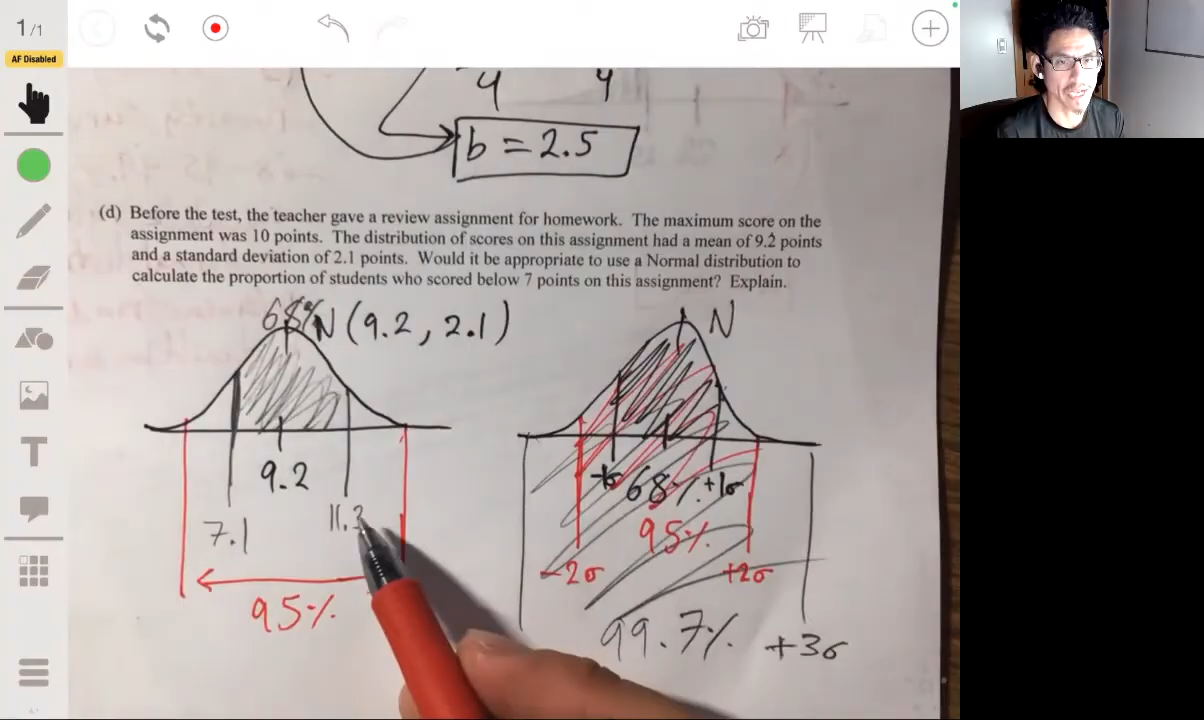 1/1
AF Disabled
4 4
b = 2.5
(d) Before the test, the teacher gave a review assignment for homework. The maximum score on the
assignment was 10 points. The distribution of scores on this assignment had a mean of 9.2 points
and a standard deviation of 2.1 points. Would it be appropriate to use a Normal distribution to
calculate the proportion of students who scored below 7 points on this assignment? Explain.
68% N (9.2, 2.1)
N
9.2
7.1
11.3
95%
68% +1σ
95%
-2σ +2σ
99.7% +3σ
T